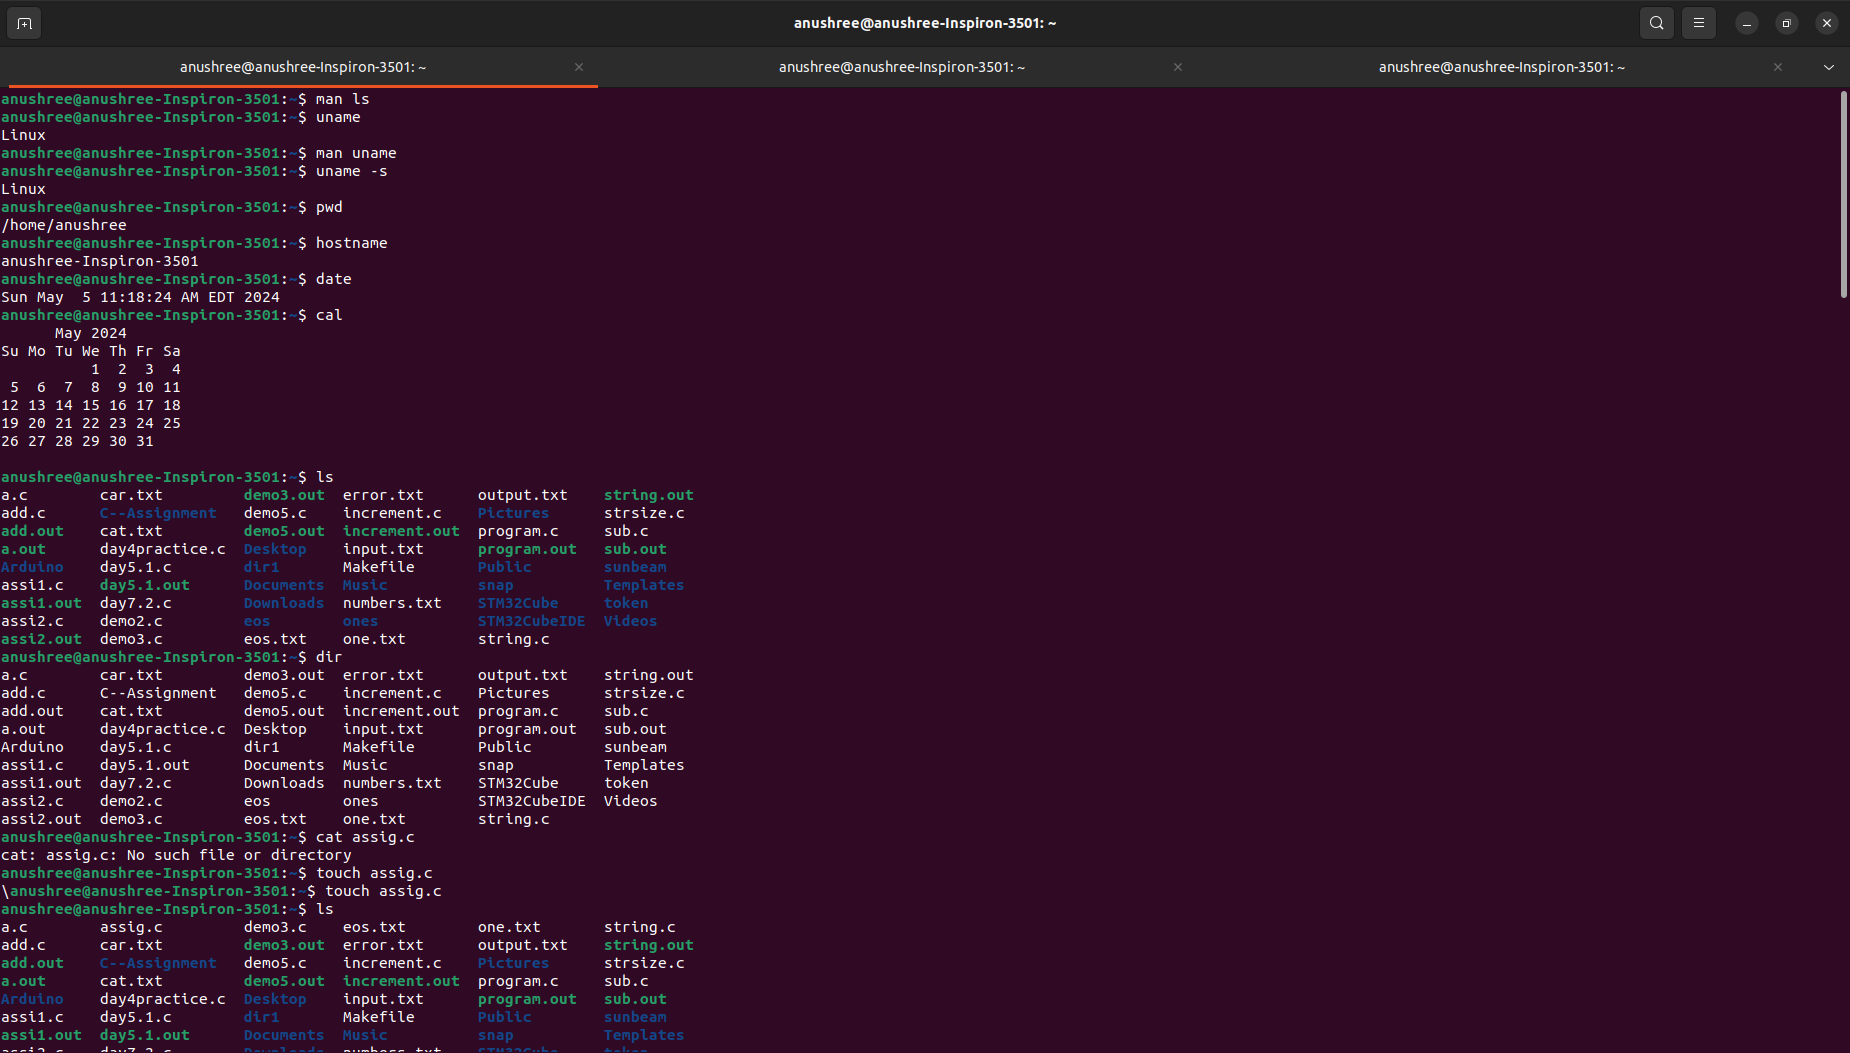 anushree@anushree-Inspiron-3501: ~
anushree@anushree-Inspiron-3501: ~ anushree@anushree-Inspiron-3501: ~ anushree@anushree-Inspiron-3501: ~
anushree@anushree-Inspiron-3501:~$ man ls
anushree@anushree-Inspiron-3501:~$ uname
Linux
anushree@anushree-Inspiron-3501:~$ man uname
anushree@anushree-Inspiron-3501:~$ uname -s
Linux
anushree@anushree-Inspiron-3501:~$ pwd
/home/anushree
anushree@anushree-Inspiron-3501:~$ hostname
anushree-Inspiron-3501
anushree@anushree-Inspiron-3501:~$ date
Sun May  5 11:18:24 AM EDT 2024
anushree@anushree-Inspiron-3501:~$ cal
      May 2024
Su Mo Tu We Th Fr Sa
          1  2  3  4
 5  6  7  8  9 10 11
12 13 14 15 16 17 18
19 20 21 22 23 24 25
26 27 28 29 30 31
anushree@anushree-Inspiron-3501:~$ ls
a.c        car.txt        demo3.out  error.txt      output.txt    string.out
add.c      C--Assignment  demo5.c    increment.c    Pictures      strsize.c
add.out    cat.txt        demo5.out  increment.out  program.c     sub.c
a.out      day4practice.c Desktop    input.txt      program.out   sub.out
Arduino    day5.1.c       dir1       Makefile       Public        sunbeam
assi1.c    day5.1.out     Documents  Music          snap          Templates
assi1.out  day7.2.c       Downloads  numbers.txt    STM32Cube     token
assi2.c    demo2.c        eos        ones           STM32CubeIDE  Videos
assi2.out  demo3.c        eos.txt    one.txt        string.c
anushree@anushree-Inspiron-3501:~$ dir
a.c        car.txt        demo3.out  error.txt      output.txt    string.out
add.c      C--Assignment  demo5.c    increment.c    Pictures      strsize.c
add.out    cat.txt        demo5.out  increment.out  program.c     sub.c
a.out      day4practice.c Desktop    input.txt      program.out   sub.out
Arduino    day5.1.c       dir1       Makefile       Public        sunbeam
assi1.c    day5.1.out     Documents  Music          snap          Templates
assi1.out  day7.2.c       Downloads  numbers.txt    STM32Cube     token
assi2.c    demo2.c        eos        ones           STM32CubeIDE  Videos
assi2.out  demo3.c        eos.txt    one.txt        string.c
anushree@anushree-Inspiron-3501:~$ cat assig.c
cat: assig.c: No such file or directory
anushree@anushree-Inspiron-3501:~$ touch assig.c
\anushree@anushree-Inspiron-3501:~$ touch assig.c
anushree@anushree-Inspiron-3501:~$ ls
a.c        assig.c        demo3.c    eos.txt        one.txt       string.c
add.c      car.txt        demo3.out  error.txt      output.txt    string.out
add.out    C--Assignment  demo5.c    increment.c    Pictures      strsize.c
a.out      cat.txt        demo5.out  increment.out  program.c     sub.c
Arduino    day4practice.c Desktop    input.txt      program.out   sub.out
assi1.c    day5.1.c       dir1       Makefile       Public        sunbeam
assi1.out  day5.1.out     Documents  Music          snap          Templates